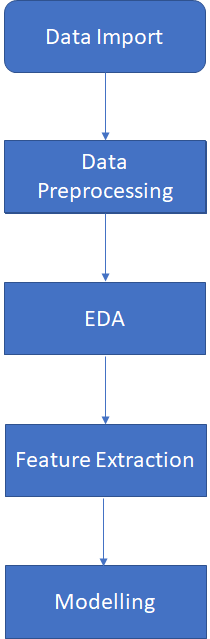 Data Import
Data
Preprocessing
EDA
Feature Extraction
Modelling